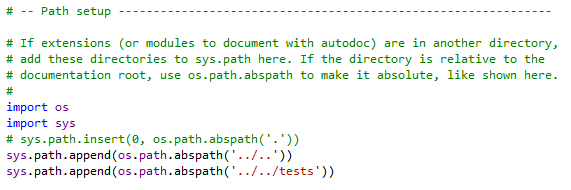 # -- Path setup --------------------------------------------------------------
# If extensions (or modules to document with autodoc) are in another directory,
# add these directories to sys.path here. If the directory is relative to the
# documentation root, use os.path.abspath to make it absolute, like shown here.
#
import os
import sys
# sys.path.insert(0, os.path.abspath('.'))
sys.path.append(os.path.abspath('../..'))
sys.path.append(os.path.abspath('../../tests'))